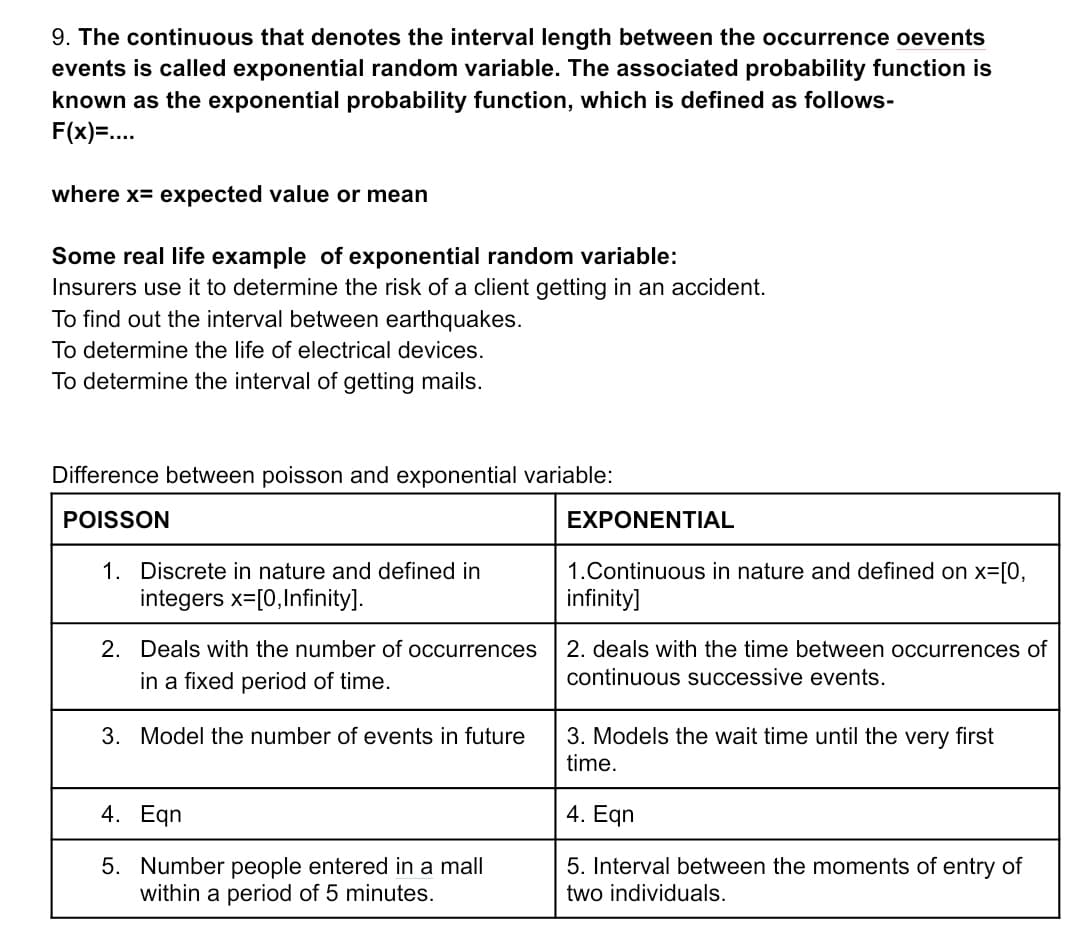 9. The continuous that denotes the interval length between the occurrence oevents
events is called exponential random variable. The associated probability function is
known as the exponential probability function, which is defined as follows-
F(x)=....
where x= expected value or mean
Some real life example  of exponential random variable:
Insurers use it to determine the risk of a client getting in an accident.
To find out the interval between earthquakes.
To determine the life of electrical devices.
To determine the interval of getting mails.
Difference between poisson and exponential variable:
POISSON
EXPONENTIAL
1. Discrete in nature and defined in
integers x=[0,Infinity].
1.Continuous in nature and defined on x=[0,
infinity]
2. Deals with the number of occurrences
in a fixed period of time.
2. deals with the time between occurrences of
continuous successive events.
3. Model the number of events in future
3. Models the wait time until the very first
time.
4. Eqn
4. Eqn
5. Number people entered in a mall
within a period of 5 minutes.
5. Interval between the moments of entry of
two individuals.